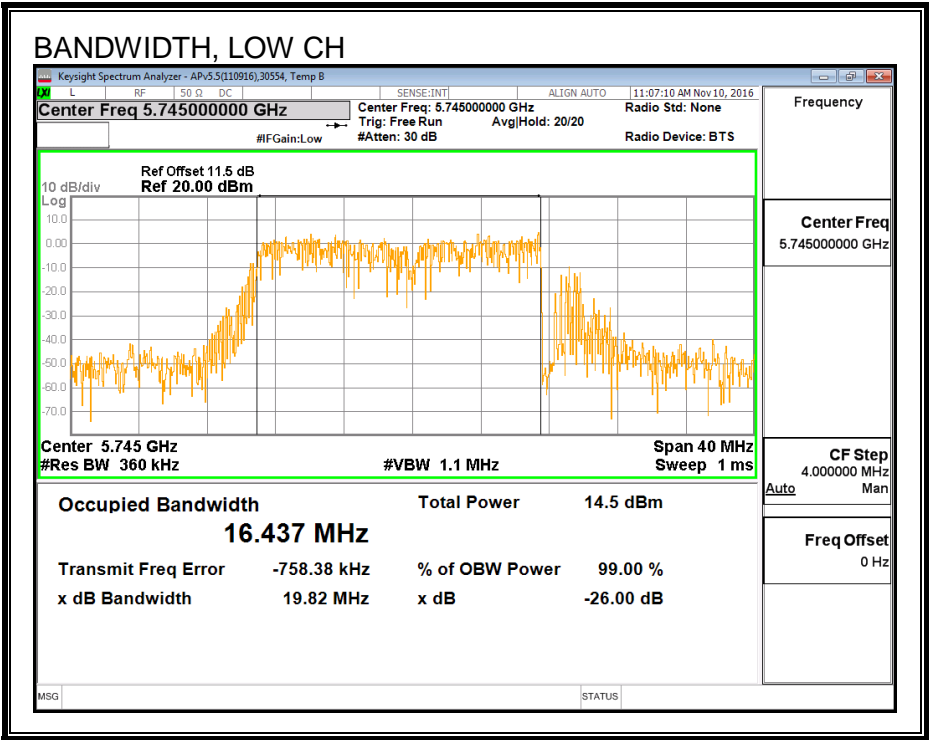 BANDWIDTH, LOW CH
Keysight Spectrum Analyzer - APv5.5(110916),30554, Temp B
LXI L RF 50 Ω DC SENSE:INT ALIGN AUTO 11:07:10 AM Nov 10, 2016
Center Freq 5.745000000 GHz
Center Freq: 5.745000000 GHz Radio Std: None
Trig: Free Run Avg|Hold: 20/20
#IFGain:Low #Atten: 30 dB Radio Device: BTS
Ref Offset 11.5 dB
10 dB/div Ref 20.00 dBm
Log
10.0
0.00
-10.0
-20.0
-30.0
-40.0
-50.0
-60.0
-70.0
Center 5.745 GHz Span 40 MHz
#Res BW 360 kHz #VBW 1.1 MHz Sweep 1 ms
Occupied Bandwidth Total Power 14.5 dBm
16.437 MHz
Transmit Freq Error -758.38 kHz % of OBW Power 99.00 %
x dB Bandwidth 19.82 MHz x dB -26.00 dB
MSG STATUS
Frequency
Center Freq
5.745000000 GHz
CF Step
4.000000 MHz
Auto Man
Freq Offset
0 Hz